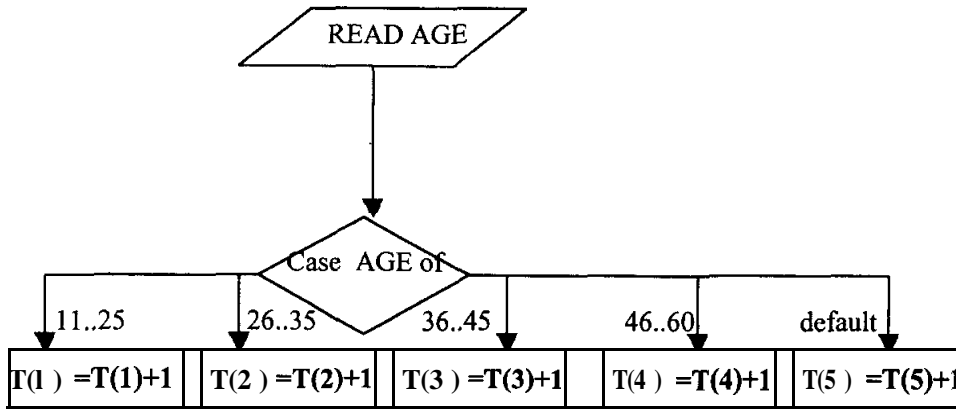 READ AGE
Case AGE of
11..25
26..35
36..45
46..60
default
T(l ) =T(1)+1
T(2 ) =T(2)+1
T(3 ) =T(3)+1
T(4 ) =T(4)+1
T(5 ) =T(5)+1